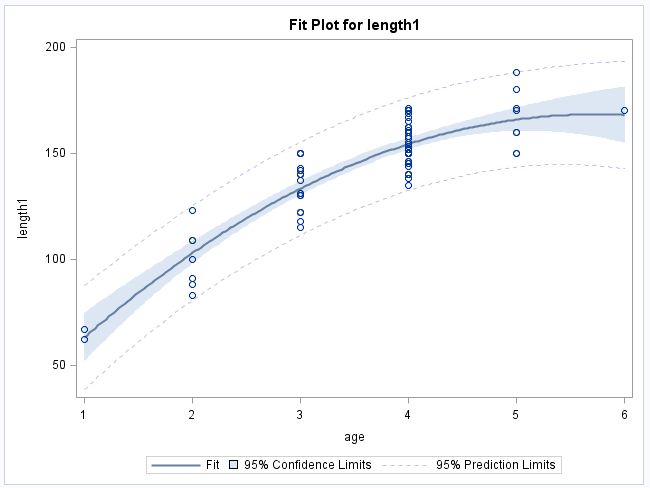 Fit Plot for length1
200
150
100
50
length1
1 2 3 4 5 6
age
Fit 95% Confidence Limits 95% Prediction Limits